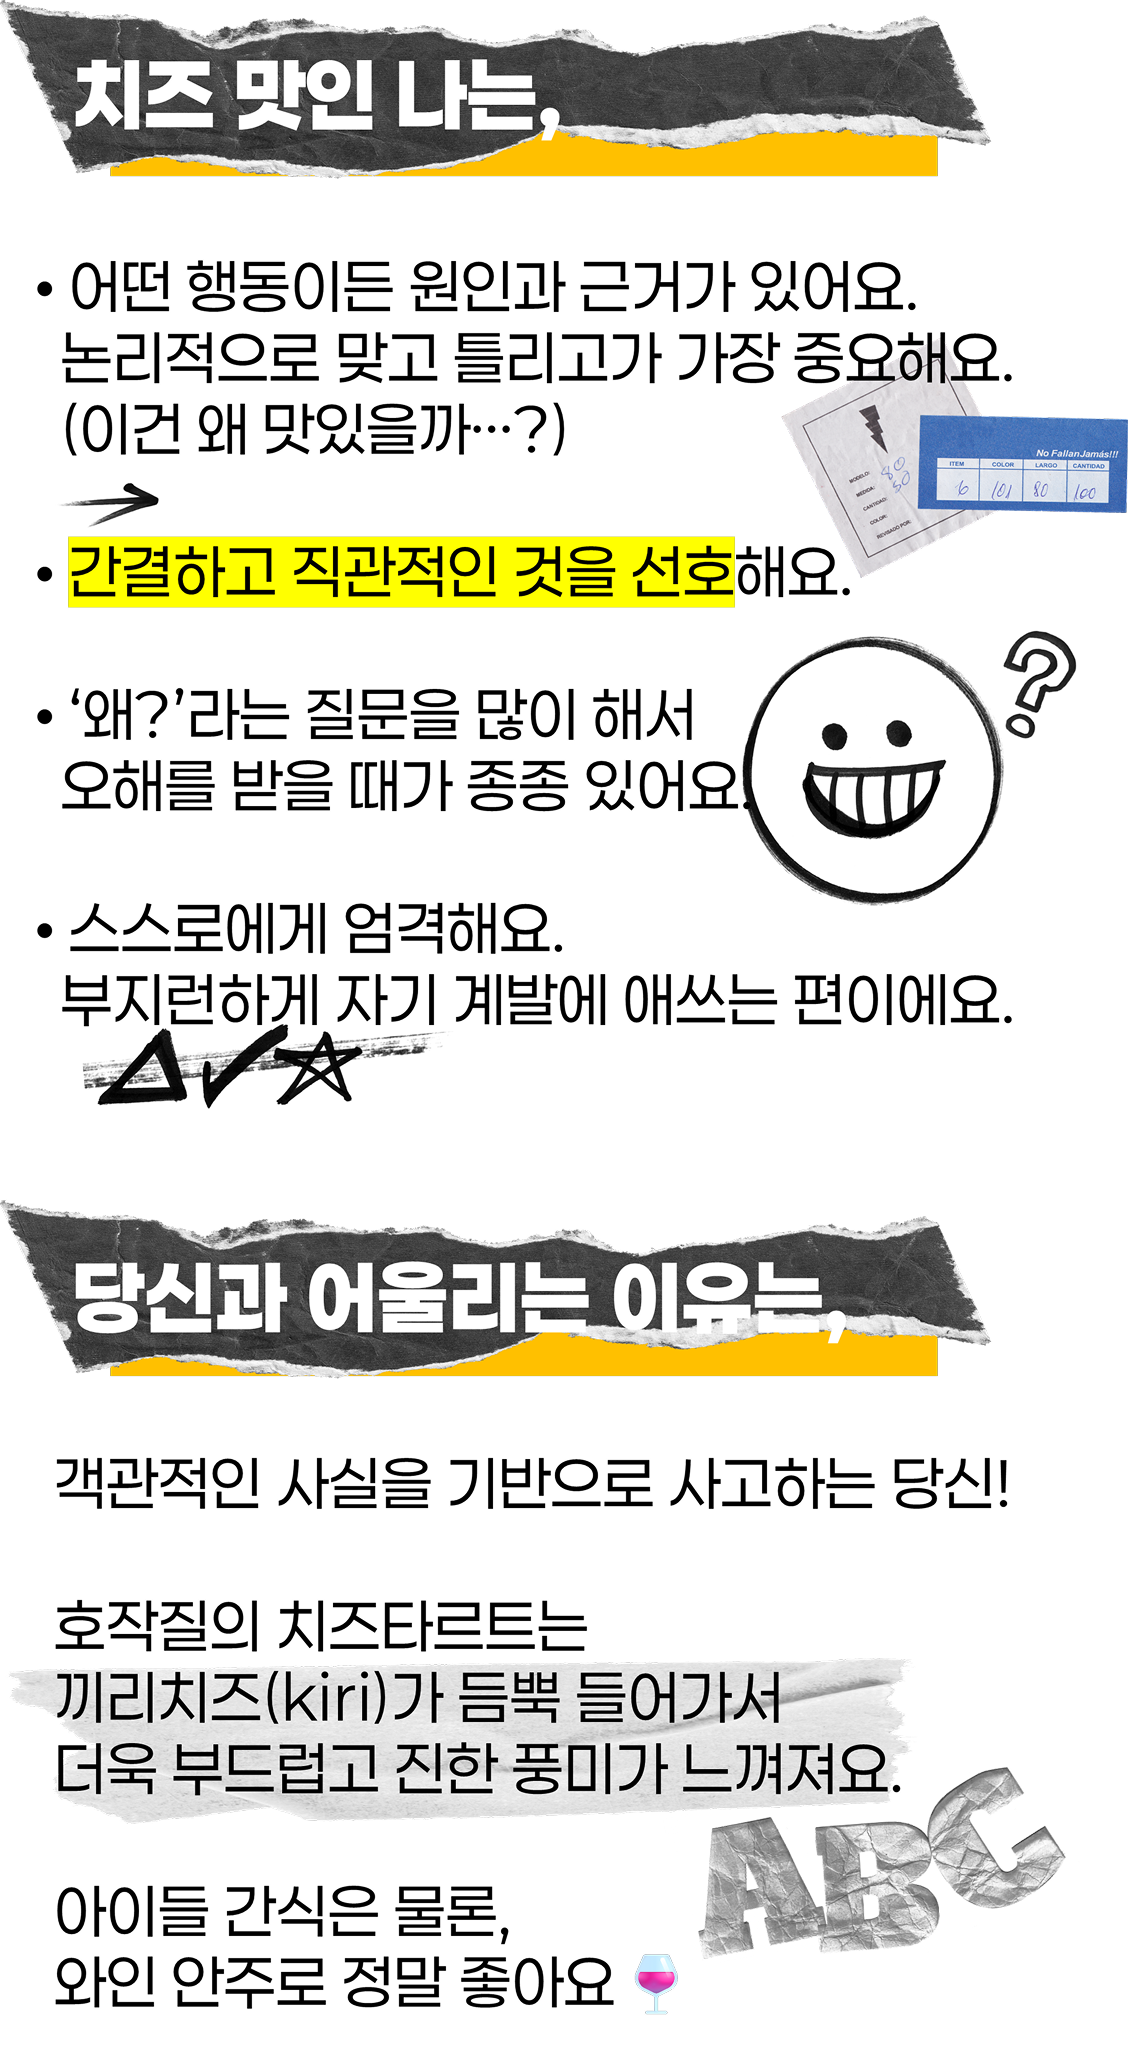 치즈 맛인 나는,
• 어떤 행동이든 원인과 근거가 있어요.
논리적으로 맞고 틀리고가 가장 중요해요.
(이건 왜 맛있을까…?)
MODELO: 80
MEDIDA: 50
CANTIDAD:
COLOR:
REVISADO POR:
No Fallan Jamás!!!
ITEM COLOR LARGO CANTIDAD
6 101 80 100
• 간결하고 직관적인 것을 선호해요.
?
• ‘왜?’라는 질문을 많이 해서
오해를 받을 때가 종종 있어요.
• 스스로에게 엄격해요.
부지런하게 자기 계발에 애쓰는 편이에요.
당신과 어울리는 이유는,
객관적인 사실을 기반으로 사고하는 당신!
호작질의 치즈타르트는
끼리치즈(kiri)가 듬뿍 들어가서
더욱 부드럽고 진한 풍미가 느껴져요.
ABC
아이들 간식은 물론,
와인 안주로 정말 좋아요 🍷